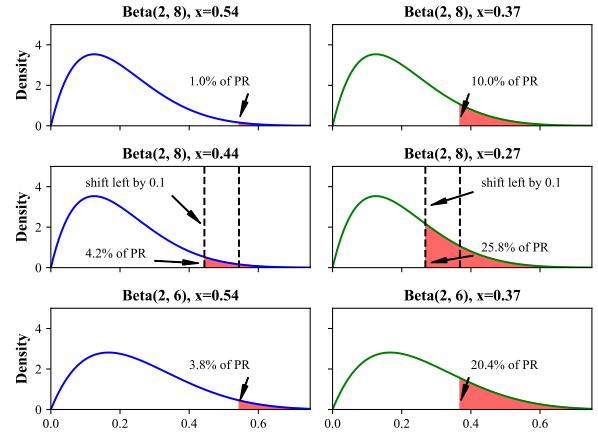 Beta(2, 8), x=0.54
Beta(2, 8), x=0.37
Density
4
2
0
1.0% of PR
10.0% of PR
Beta(2, 8), x=0.44
Beta(2, 8), x=0.27
Density
4
2
0
shift left by 0.1
4.2% of PR
shift left by 0.1
25.8% of PR
Beta(2, 6), x=0.54
Beta(2, 6), x=0.37
Density
4
2
0
3.8% of PR
20.4% of PR
0.0 0.2 0.4 0.6
0.0 0.2 0.4 0.6